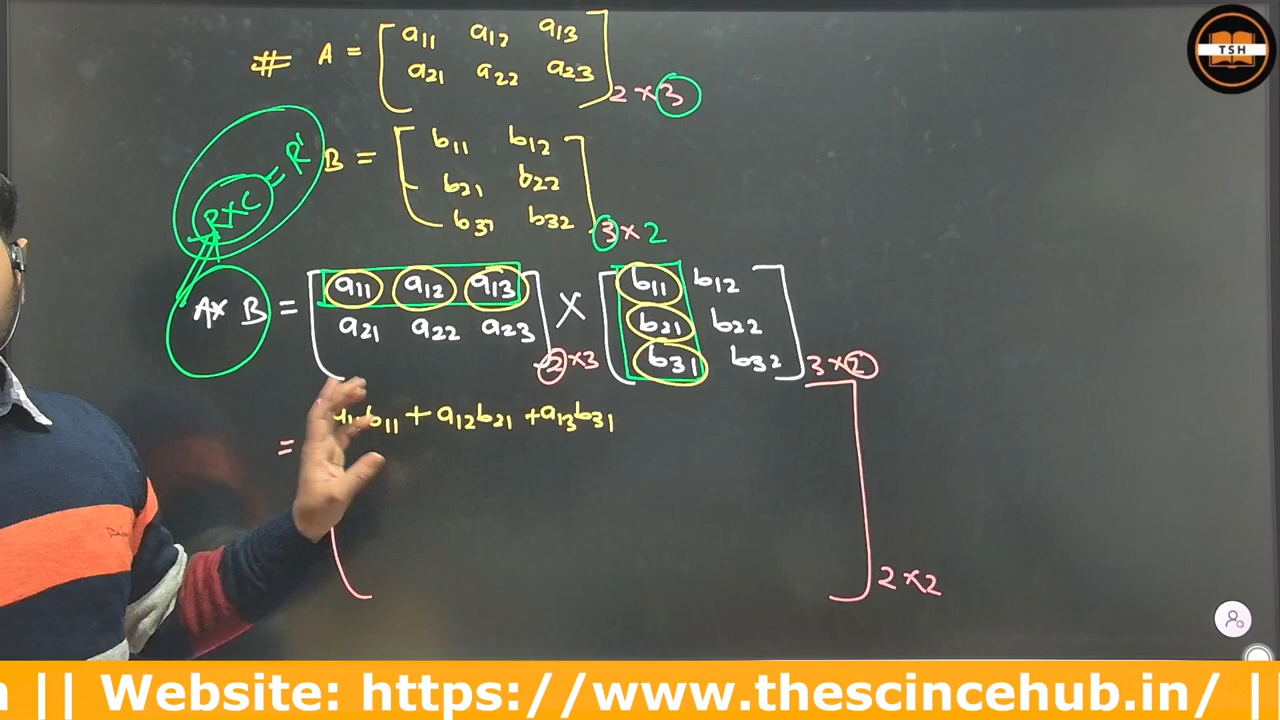 TSH
# A = [ a11 a12 a13
a21 a22 a23 ] 2 × 3
R × C = R'
B = [ b11 b12
b21 b22
b31 b32 ] 3 × 2
A × B = [ a11 a12 a13 ] × [ b11 b12
a21 a22 a23 b21 b22
2 × 3 b31 b32 ] 3 × 2
= b11 + a12b21 + a13b31
2 × 2
|| Website: https://www.thescincehub.in/ ||